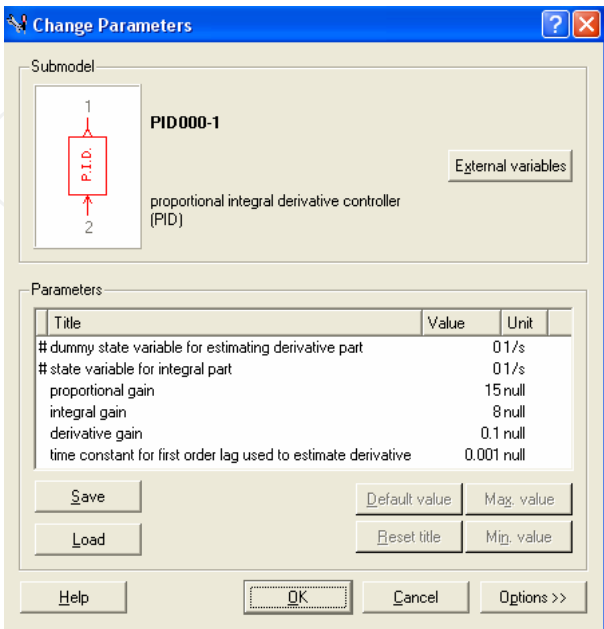 Change Parameters
Submodel
1
P.I.D.
2
PID000-1
External variables
proportional integral derivative controller
(PID)
Parameters
Title Value Unit
# dummy state variable for estimating derivative part 0 1/s
# state variable for integral part 0 1/s
proportional gain 15 null
integral gain 8 null
derivative gain 0.1 null
time constant for first order lag used to estimate derivative 0.001 null
Save Default value Max. value
Load Reset title Min. value
Help OK Cancel Options >>